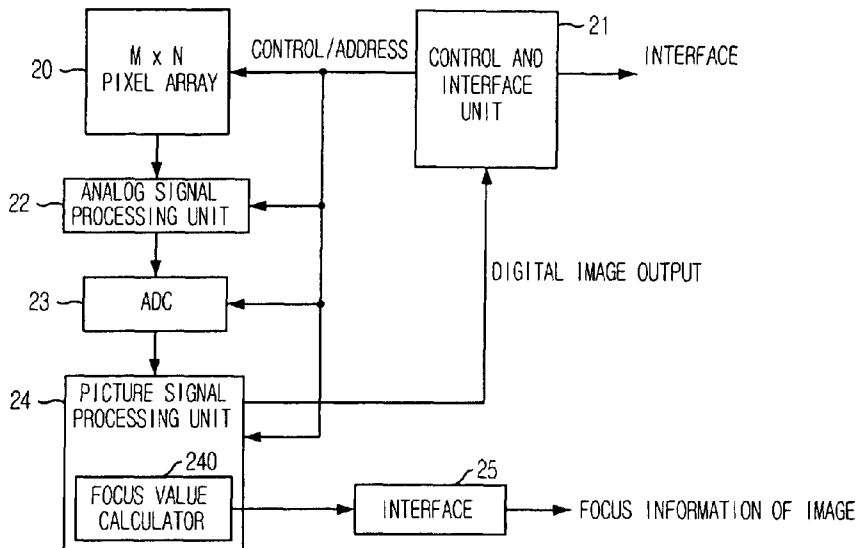 20
M x N
PIXEL ARRAY
CONTROL/ADDRESS
21
CONTROL AND
INTERFACE
UNIT
INTERFACE
22
ANALOG SIGNAL
PROCESSING UNIT
23
ADC
DIGITAL IMAGE OUTPUT
24
PICTURE SIGNAL
PROCESSING UNIT
240
FOCUS VALUE
CALCULATOR
25
INTERFACE
FOCUS INFORMATION OF IMAGE